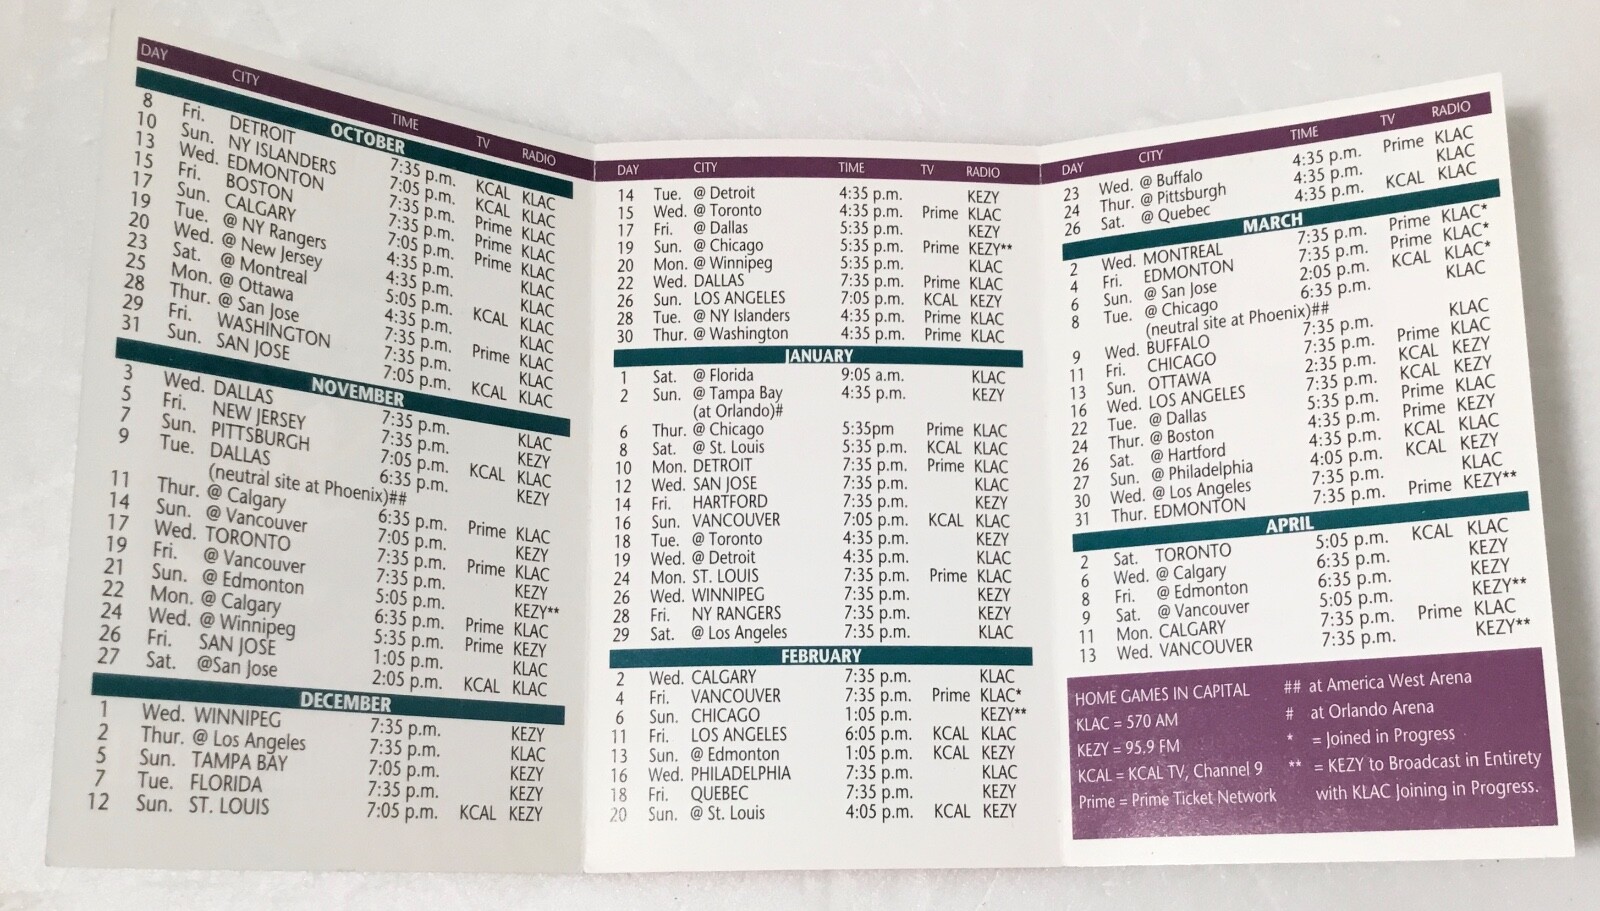 DAY CITY TIME TV RADIO
OCTOBER
8 Fri. DETROIT 7:35 p.m. KCAL KLAC
10 Sun. NY ISLANDERS 7:05 p.m. KCAL KLAC
13 Wed. EDMONTON 7:35 p.m. Prime KLAC
15 Fri. BOSTON 7:35 p.m. Prime KLAC
17 Sun. CALGARY 7:05 p.m. Prime KLAC
19 Tue. @ NY Rangers 4:35 p.m. KLAC
20 Wed. @ New Jersey 4:35 p.m. KLAC
23 Sat. @ Montreal 5:05 p.m. KCAL KLAC
25 Mon. @ Ottawa 4:35 p.m. KLAC
28 Thur. @ San Jose 7:35 p.m. Prime KLAC
29 Fri. WASHINGTON 7:35 p.m. KLAC
31 Sun. SAN JOSE 7:05 p.m. KCAL KLAC
NOVEMBER
3 Wed. DALLAS 7:35 p.m. KLAC
5 Fri. NEW JERSEY 7:35 p.m. KEZY
7 Sun. PITTSBURGH 7:05 p.m. KCAL KLAC
9 Tue. DALLAS 6:35 p.m. KEZY
(neutral site at Phoenix)##
11 Thur. @ Calgary 6:35 p.m. Prime KLAC
14 Sun. @ Vancouver 7:05 p.m. KEZY
17 Wed. TORONTO 7:35 p.m. Prime KLAC
19 Fri. @ Vancouver 7:35 p.m.
21 Sun. @ Edmonton 5:05 p.m. KEZY**
22 Mon. @ Calgary 6:35 p.m. Prime KLAC
24 Wed. @ Winnipeg 5:35 p.m. Prime KEZY
26 Fri. SAN JOSE 1:05 p.m. KLAC
27 Sat. @San Jose 2:05 p.m. KCAL KLAC
DECEMBER
1 Wed. WINNIPEG 7:35 p.m. KEZY
2 Thur. @ Los Angeles 7:35 p.m. KLAC
5 Sun. TAMPA BAY 7:05 p.m. KEZY
7 Tue. FLORIDA 7:35 p.m. KEZY
12 Sun. ST. LOUIS 7:05 p.m. KCAL KEZY
DAY CITY TIME TV RADIO
14 Tue. @ Detroit 4:35 p.m. KEZY
15 Wed. @ Toronto 4:35 p.m. Prime KLAC
17 Fri. @ Dallas 5:35 p.m. KEZY
19 Sun. @ Chicago 5:35 p.m. Prime KEZY**
20 Mon. @ Winnipeg 5:35 p.m. KLAC
22 Wed. DALLAS 7:35 p.m. Prime KLAC
26 Sun. LOS ANGELES 7:05 p.m. KCAL KEZY
28 Tue. @ NY Islanders 4:35 p.m. Prime KLAC
30 Thur. @ Washington 4:35 p.m. Prime KLAC
JANUARY
1 Sat. @ Florida 9:05 a.m. KLAC
2 Sun. @ Tampa Bay 4:35 p.m. KEZY
(at Orlando)#
6 Thur. @ Chicago 5:35pm Prime KLAC
8 Sat. @ St. Louis 5:35 p.m. KCAL KLAC
10 Mon. DETROIT 7:35 p.m. Prime KLAC
12 Wed. SAN JOSE 7:35 p.m. KLAC
14 Fri. HARTFORD 7:35 p.m. KEZY
16 Sun. VANCOUVER 7:05 p.m. KCAL KLAC
18 Tue. @ Toronto 4:35 p.m. KEZY
19 Wed. @ Detroit 4:35 p.m. KLAC
24 Mon. ST. LOUIS 7:35 p.m. Prime KLAC
26 Wed. WINNIPEG 7:35 p.m. KEZY
28 Fri. NY RANGERS 7:35 p.m. KEZY
29 Sat. @ Los Angeles 7:35 p.m. KLAC
FEBRUARY
2 Wed. CALGARY 7:35 p.m. KLAC
4 Fri. VANCOUVER 7:35 p.m. Prime KLAC*
6 Sun. CHICAGO 1:05 p.m. KEZY**
11 Fri. LOS ANGELES 6:05 p.m. KCAL KLAC
13 Sun. @ Edmonton 1:05 p.m. KCAL KEZY
16 Wed. PHILADELPHIA 7:35 p.m. KLAC
18 Fri. QUEBEC 7:35 p.m. KEZY
20 Sun. @ St. Louis 4:05 p.m. KCAL KEZY
DAY CITY TIME TV RADIO
23 Wed. @ Buffalo 4:35 p.m. Prime KLAC
24 Thur. @ Pittsburgh 4:35 p.m. KLAC
26 Sat. @ Quebec 4:35 p.m. KCAL KLAC
MARCH
2 Wed. MONTREAL 7:35 p.m. Prime KLAC*
4 Fri. EDMONTON 7:35 p.m. Prime KLAC*
6 Sun. @ San Jose 2:05 p.m. KCAL KLAC*
8 Tue. @ Chicago 6:35 p.m. KLAC
(neutral site at Phoenix)##
9 Wed. BUFFALO 7:35 p.m. KLAC
11 Fri. CHICAGO 7:35 p.m. Prime KLAC
13 Sun. OTTAWA 2:35 p.m. KCAL KEZY
16 Wed. LOS ANGELES 7:35 p.m. KCAL KEZY
22 Tue. @ Dallas 5:35 p.m. Prime KLAC
24 Thur. @ Boston 4:35 p.m. Prime KEZY
26 Sat. @ Hartford 4:35 p.m. KCAL KLAC
27 Sun. @ Philadelphia 4:05 p.m. KCAL KEZY
30 Wed. @ Los Angeles 7:35 p.m. KLAC
31 Thur. EDMONTON 7:35 p.m. Prime KEZY**
APRIL
2 Sat. TORONTO 5:05 p.m. KCAL KLAC
6 Wed. @ Calgary 6:35 p.m. KEZY
8 Fri. @ Edmonton 6:35 p.m. KEZY
9 Sat. @ Vancouver 5:05 p.m. KEZY**
11 Mon. CALGARY 7:35 p.m. Prime KLAC
13 Wed. VANCOUVER 7:35 p.m. KEZY**
HOME GAMES IN CAPITAL
KLAC = 570 AM
KEZY = 95.9 FM
KCAL = KCAL TV, Channel 9
Prime = Prime Ticket Network
## at America West Arena
# at Orlando Arena
* = Joined in Progress
** = KEZY to Broadcast in Entirety
with KLAC Joining in Progress.